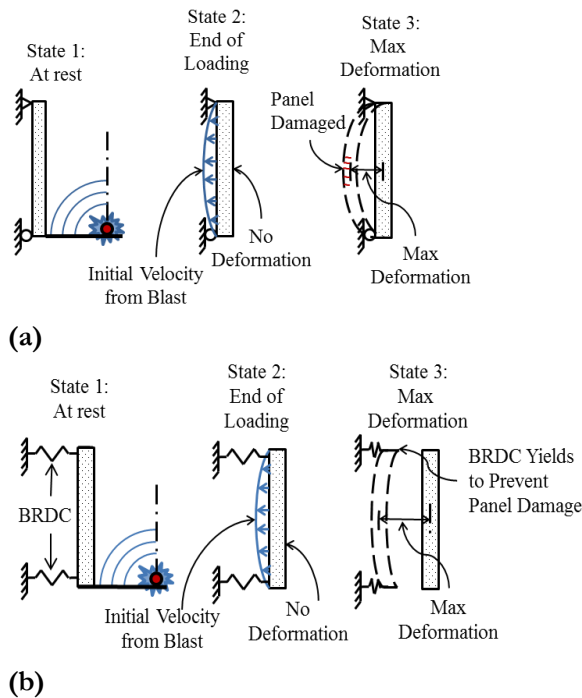 State 1:
At rest
State 2:
End of
Loading
State 3:
Max
Deformation
Panel
Damaged
Initial Velocity
from Blast
No
Deformation
Max
Deformation
(a)
State 1:
At rest
State 2:
End of
Loading
State 3:
Max
Deformation
BRDC
BRDC Yields
to Prevent
Panel Damage
Initial Velocity
from Blast
No
Deformation
Max
Deformation
(b)